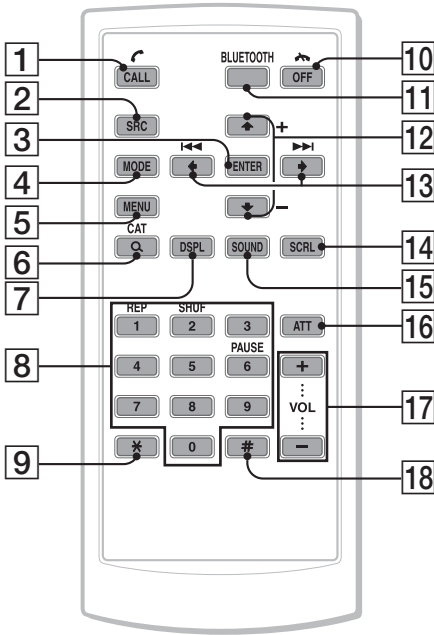 1
CALL
BLUETOOTH
OFF
10
11
2
SRC
+
12
3
MODE
ENTER
4
13
MENU
−
5
CAT
6
DSPL
SOUND
SCRL
14
7
15
REP
SHUF
1
2
3
ATT
16
8
PAUSE
4
5
6
+
7
8
9
VOL
17
9
*
0
#
−
18